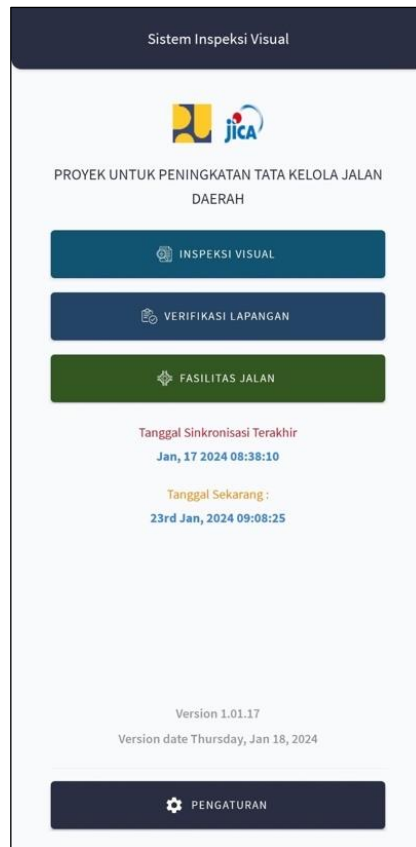 Sistem Inspeksi Visual
jica
PROYEK UNTUK PENINGKATAN TATA KELOLA JALAN
DAERAH
INSPEKSI VISUAL
VERIFIKASI LAPANGAN
FASILITAS JALAN
Tanggal Sinkronisasi Terakhir
Jan, 17 2024 08:38:10
Tanggal Sekarang :
23rd Jan, 2024 09:08:25
Version 1.01.17
Version date Thursday, Jan 18, 2024
PENGATURAN